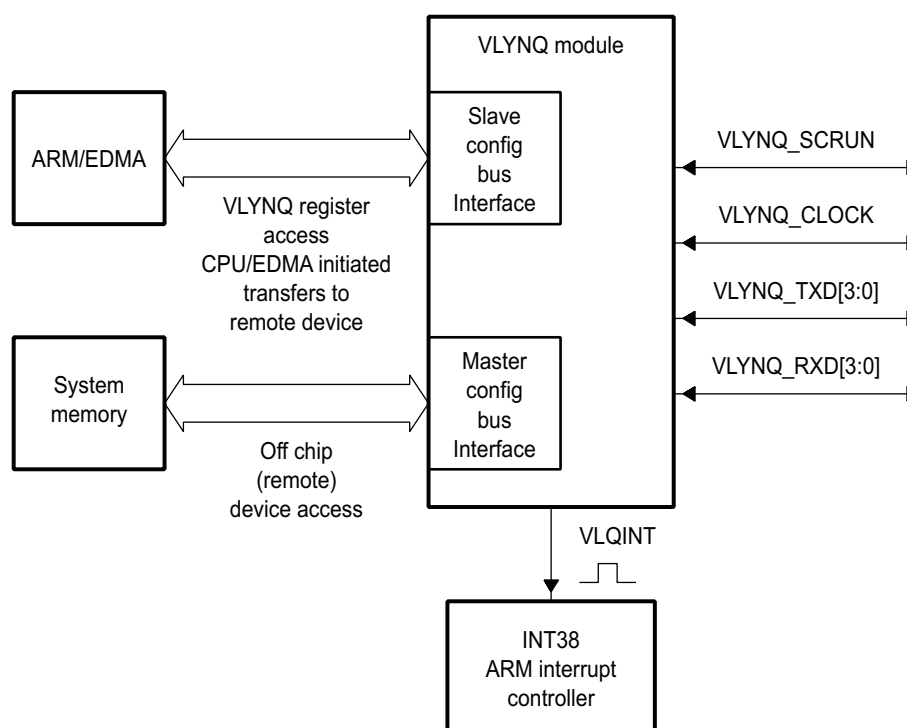 VLYNQ module
ARM/EDMA
VLYNQ register
access
CPU/EDMA initiated
transfers to
remote device
Slave
config
bus
Interface
VLYNQ_SCRUN
VLYNQ_CLOCK
VLYNQ_TXD[3:0]
VLYNQ_RXD[3:0]
System
memory
Off chip
(remote)
device access
Master
config
bus
Interface
VLQINT
INT38
ARM interrupt
controller